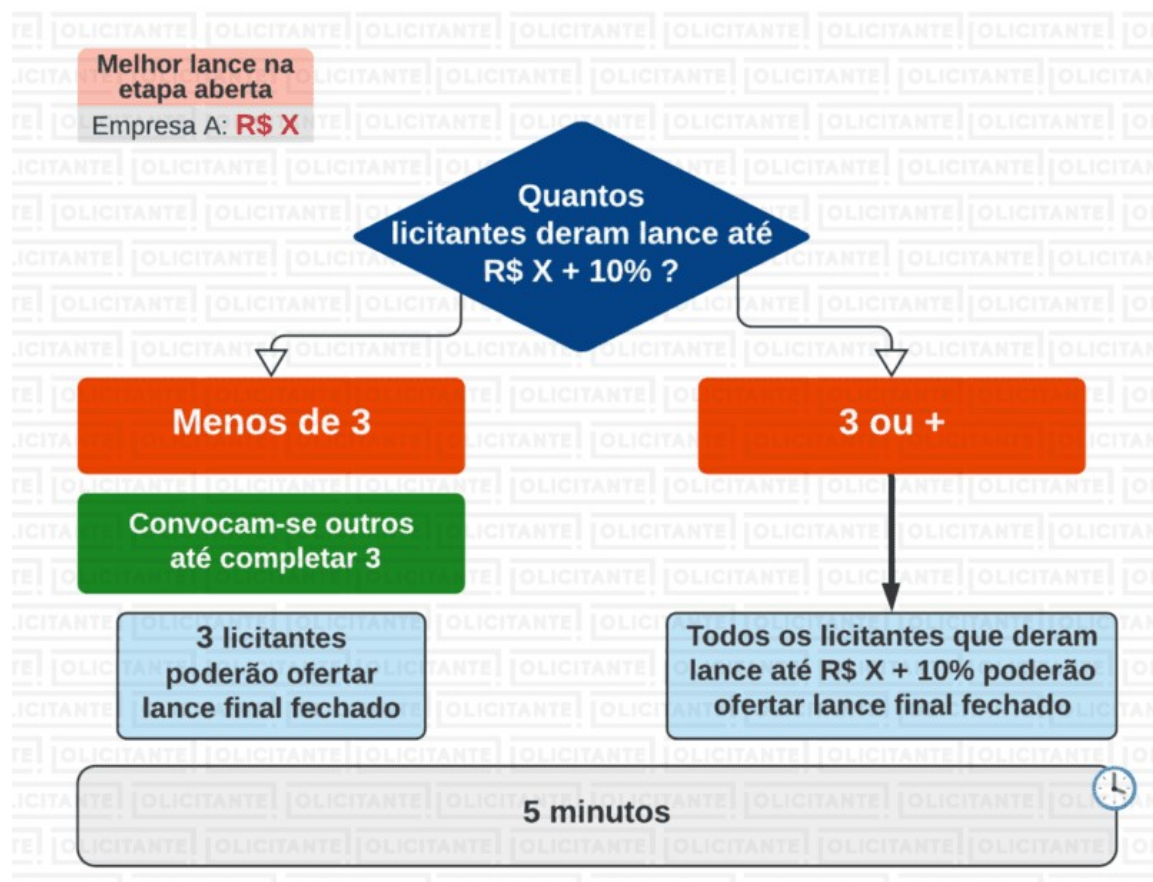 Melhor lance na
etapa aberta
Empresa A: R$ X
Quantos
licitantes deram lance até
R$ X + 10% ?
Menos de 3
3 ou +
Convocam-se outros
até completar 3
3 licitantes
poderão ofertar
lance final fechado
Todos os licitantes que deram
lance até R$ X + 10% poderão
ofertar lance final fechado
5 minutos
OLICITANTE